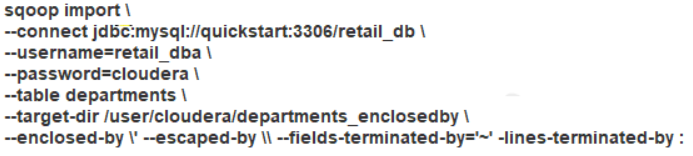 sqoop import \
--connect jdbc:mysql://quickstart:3306/retail_db \
--username=retail_dba \
--password=cloudera \
--table departments \
--target-dir /user/cloudera/departments_enclosedby \
--enclosed-by \' --escaped-by \\ --fields-terminated-by='~' -lines-terminated-by :